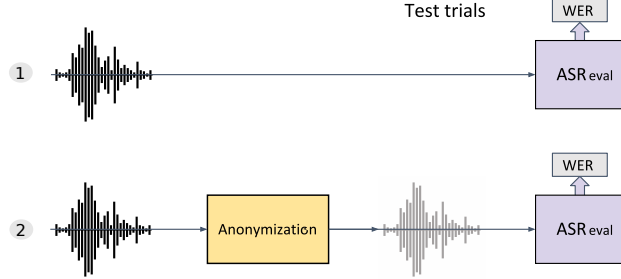 Test trials
WER
1
ASR eval
WER
2
Anonymization
ASR eval